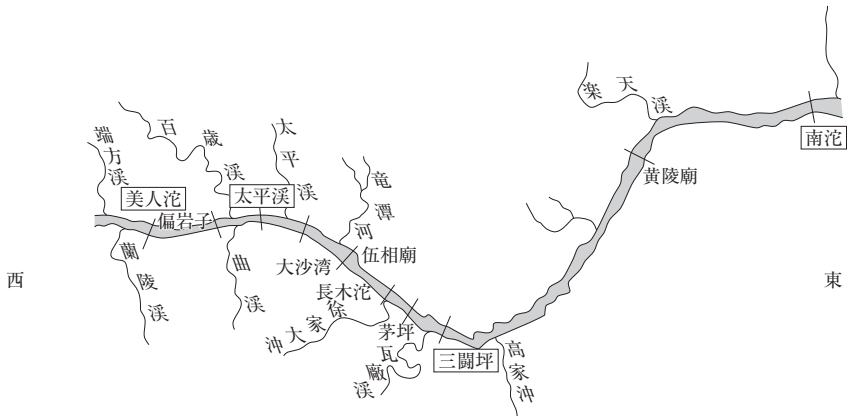 端方渓
美人沱
蘭陵渓
百歳渓
偏岩子
曲渓
太平渓
太平渓
大沙湾
竜潭河
伍相廟
長木沱
徐家大沖
茅坪
瓦廠渓
三闘坪
高家沖
楽天渓
黄陵廟
南沱
西
東